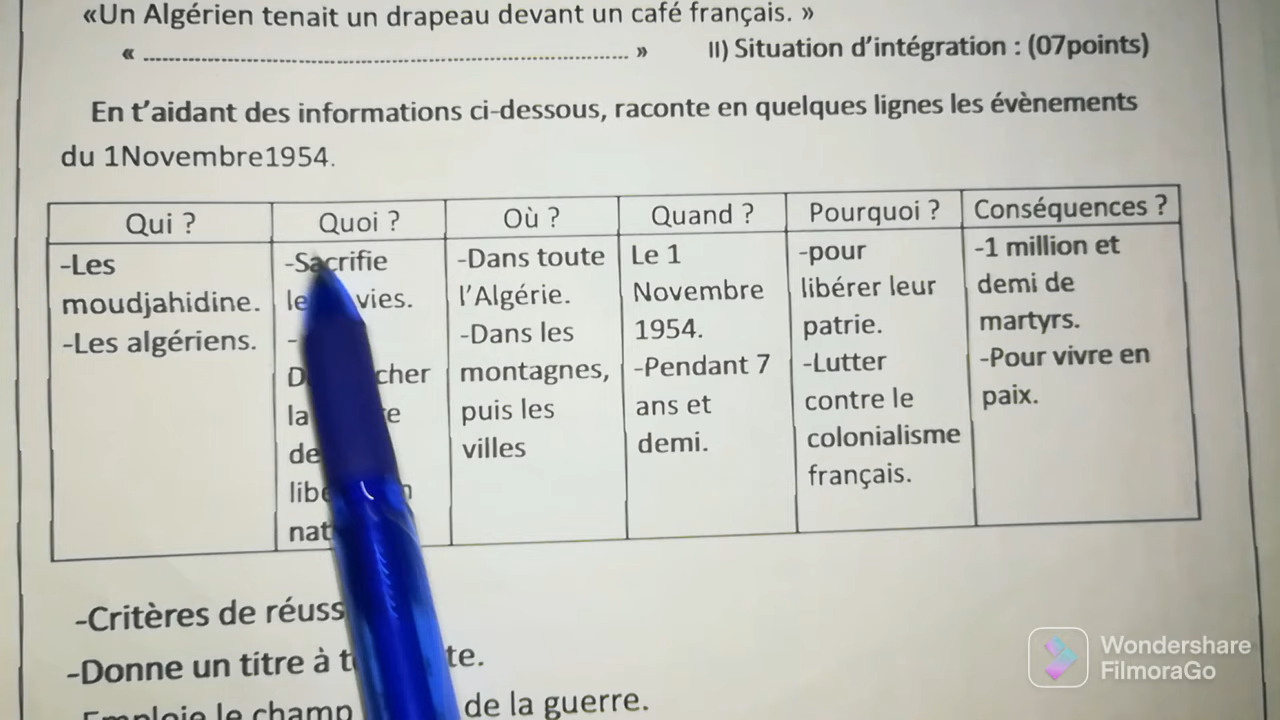 «Un Algérien tenait un drapeau devant un café français. »
« ........................................................................ » II) Situation d'intégration : (07points)
En t'aidant des informations ci-dessous, raconte en quelques lignes les évènements
du 1Novembre1954.
Qui ? Quoi ? Où ? Quand ? Pourquoi ? Conséquences ?
-Les
moudjahidine.
-Les algériens.
-Sacrifie
vies.
la
-Dans toute
l'Algérie.
-Dans les
montagnes,
puis les
villes
Le 1
Novembre
1954.
-Pendant 7
ans et
demi.
-pour
libérer leur
patrie.
-Lutter
contre le
colonialisme
français.
-1 million et
demi de
martyrs.
-Pour vivre en
paix.
-Critères de
-Donne un titre à
Emploie le champ de la guerre.
Wondershare
FilmoraGo